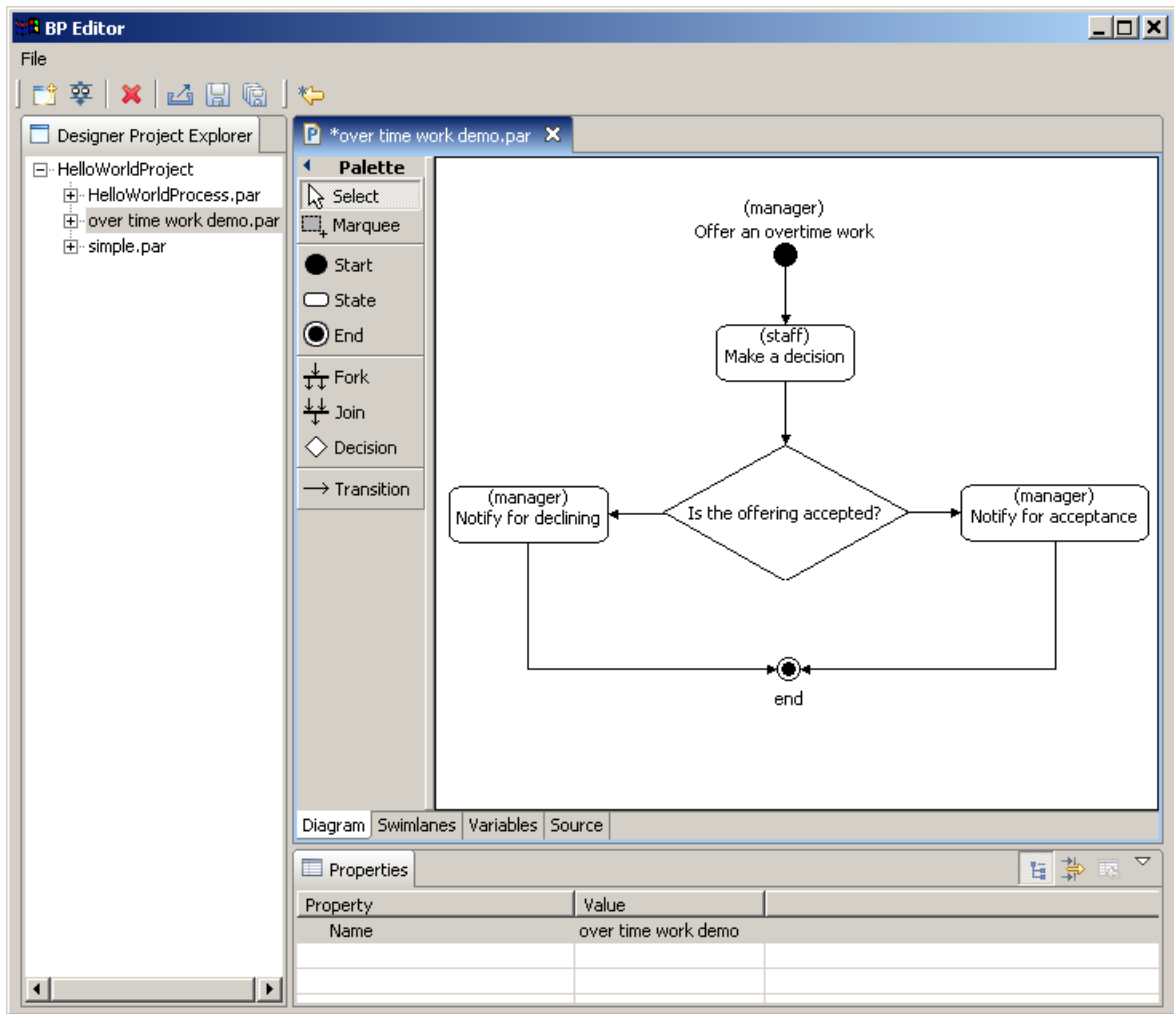 BP Editor
File
Designer Project Explorer
HelloWorldProject
HelloWorldProcess.par
over time work demo.par
simple.par
*over time work demo.par
Palette
Select
Marquee
Start
State
End
Fork
Join
Decision
Transition
(manager)
Offer an overtime work
(staff)
Make a decision
Is the offering accepted?
(manager)
Notify for declining
(manager)
Notify for acceptance
end
Diagram Swimlanes Variables Source
Properties
Property Value
Name over time work demo